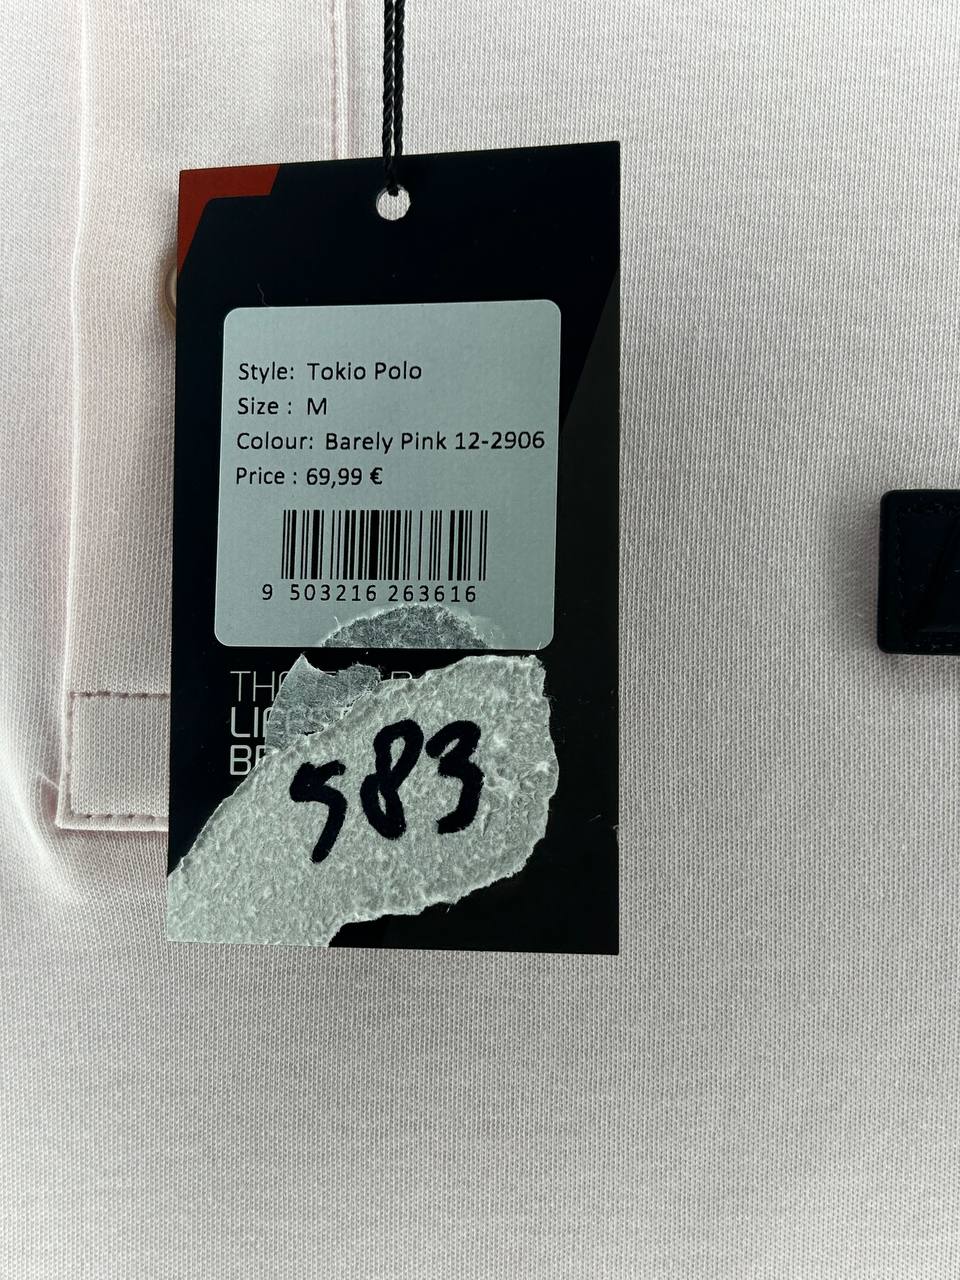 Style: Tokio Polo
Size : M
Colour: Barely Pink 12-2906
Price : 69,99 €
9 503216 263616
583